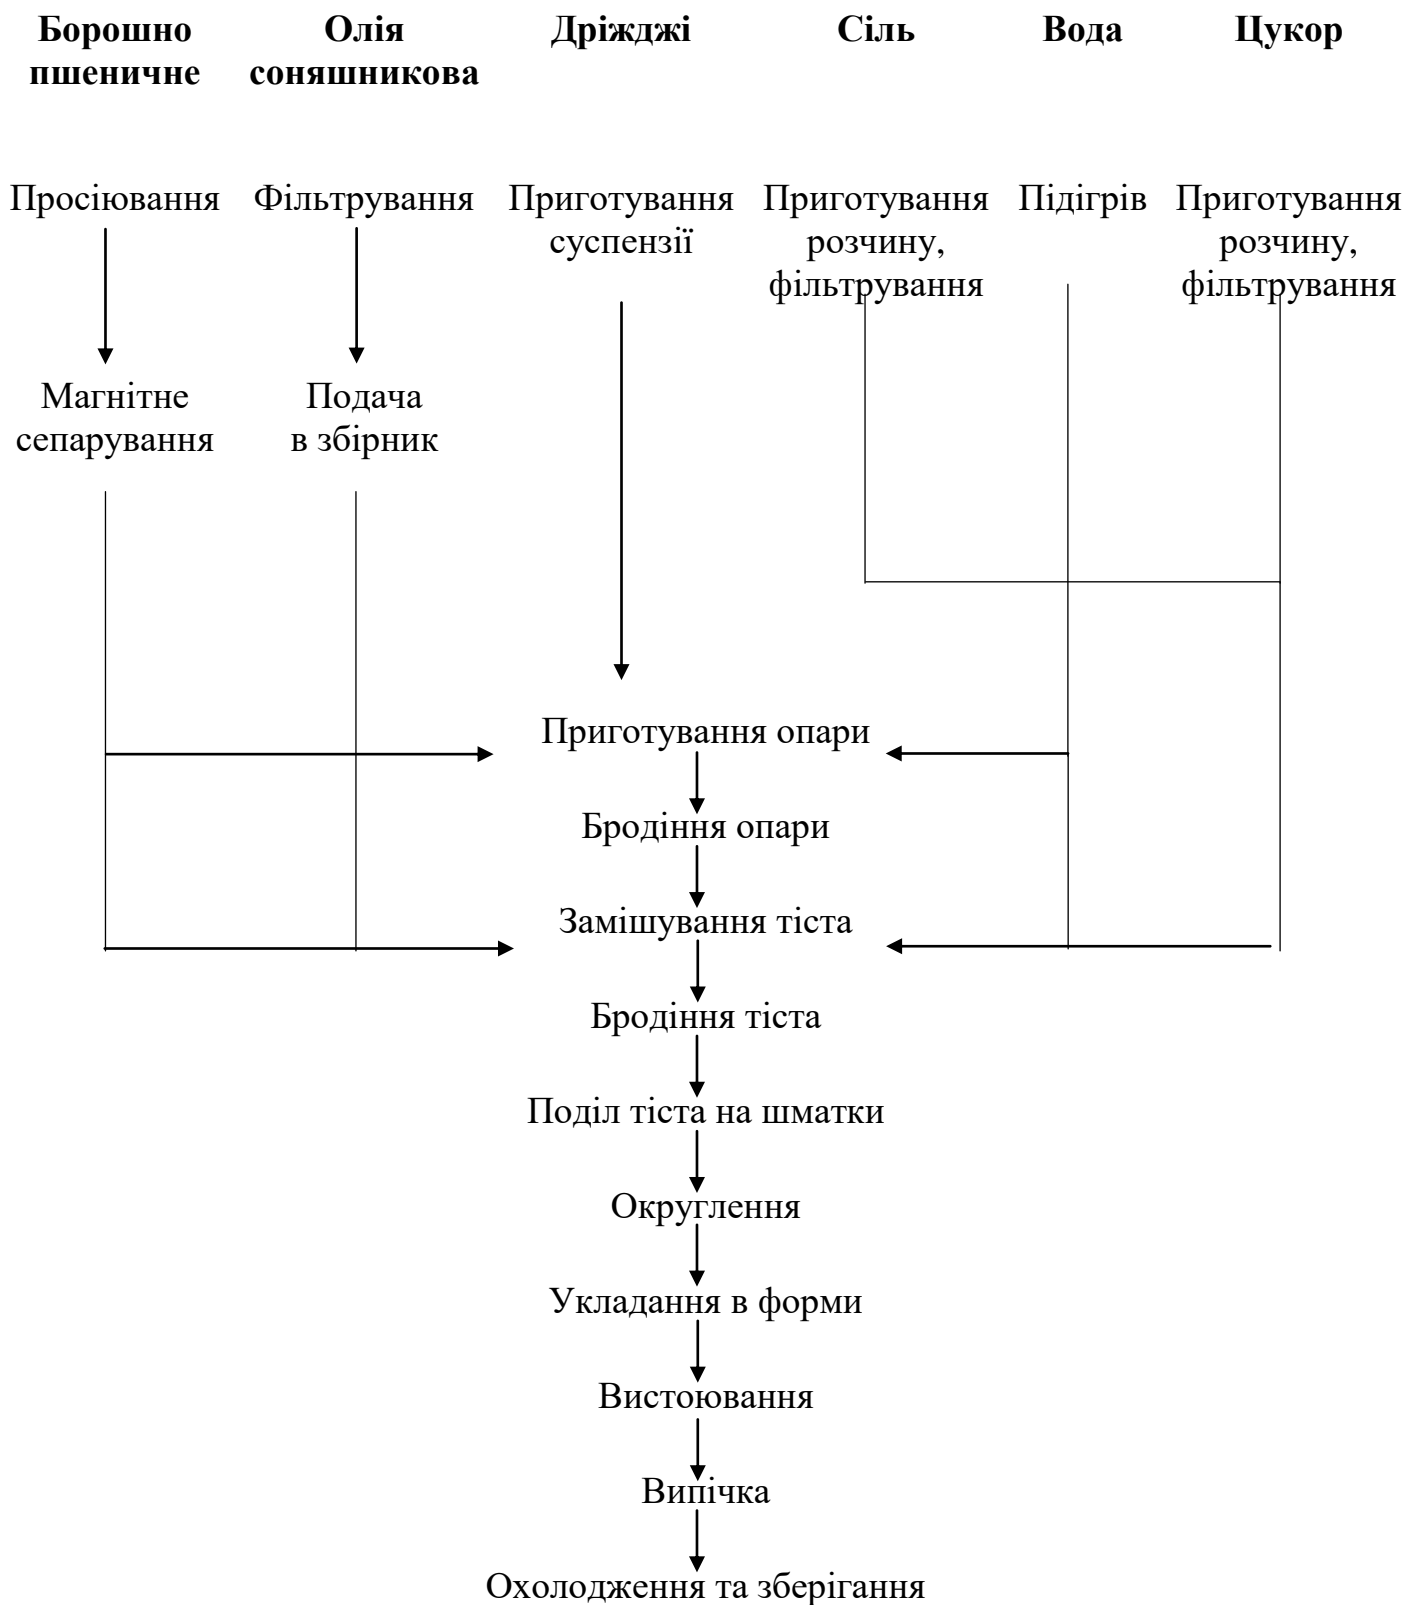 Борошно пшеничне
Олія соняшникова
Дріжджі
Сіль
Вода
Цукор
Просіювання
Фільтрування
Приготування
суспензії
Приготування
розчину,
фільтрування
Підігрів
Приготування
розчину,
фільтрування
Магнітне
сепарування
Подача
в збірник
Приготування опари
Бродіння опари
Замішування тіста
Бродіння тіста
Поділ тіста на шматки
Округлення
Укладання в форми
Вистоювання
Випічка
Охолодження та зберігання